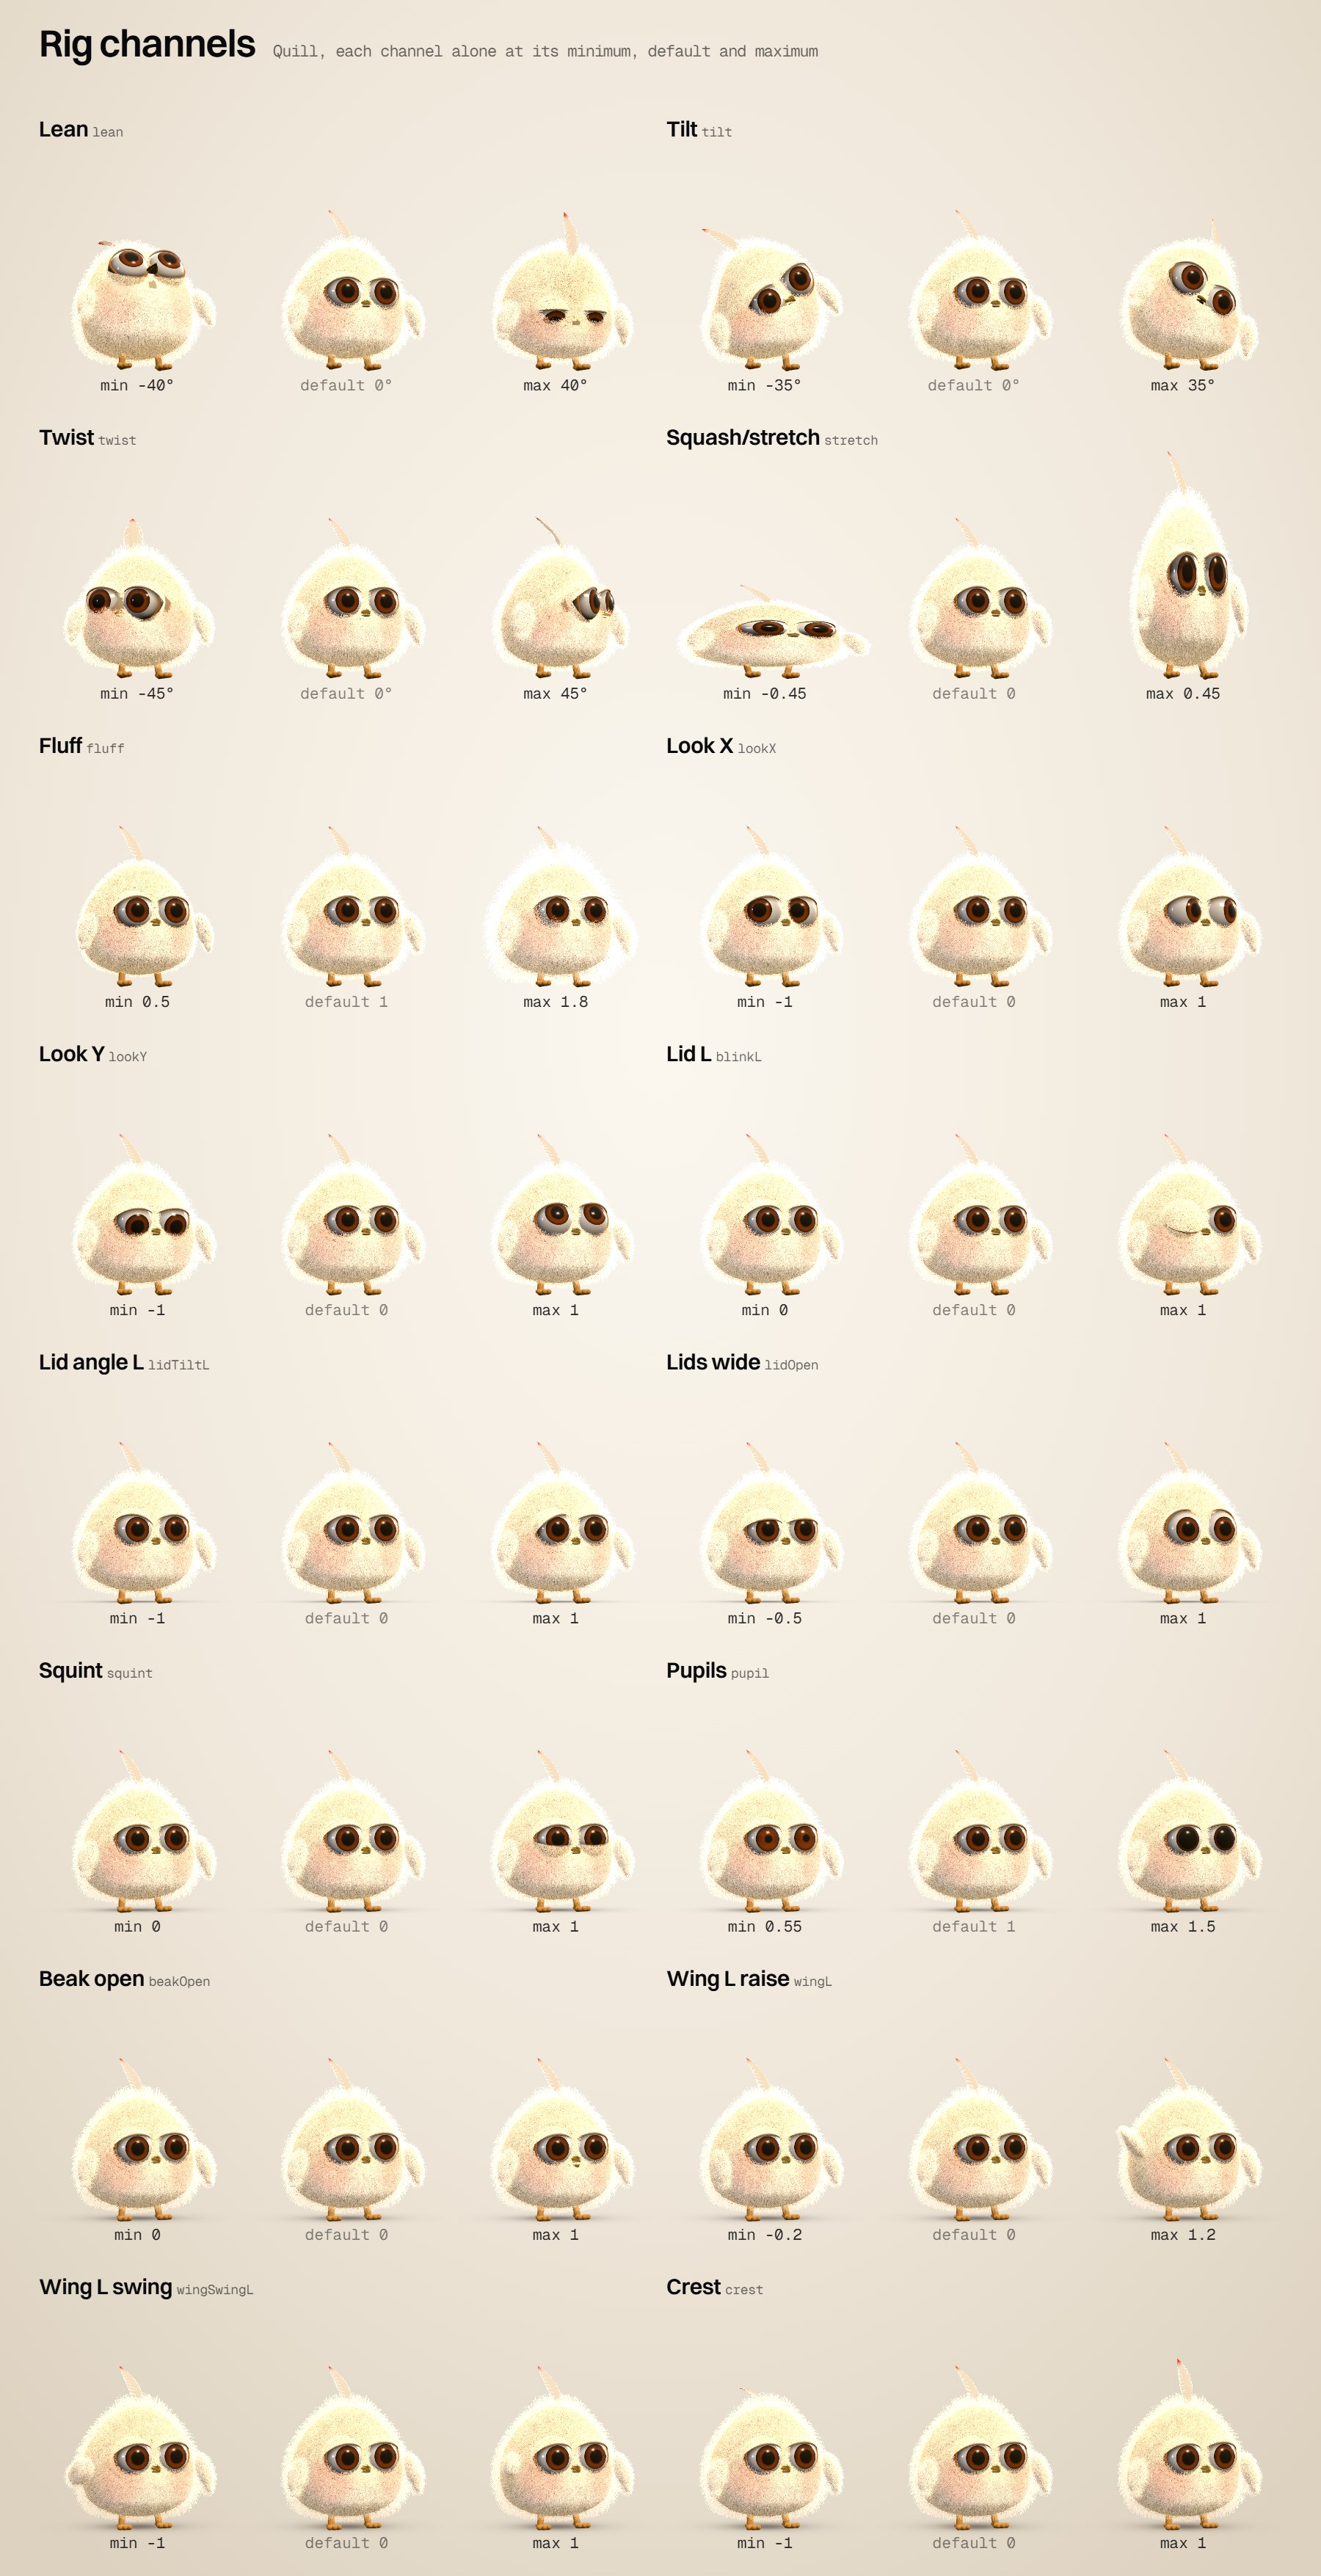 Rig channels Quill, each channel alone at its minimum, default and maximum
Lean lean
Tilt tilt
min -40° default 0° max 40° min -35° default 0° max 35°
Twist twist
Squash/stretch stretch
min -45° default 0° max 45° min -0.45 default 0 max 0.45
Fluff fluff
Look X lookX
min 0.5 default 1 max 1.8 min -1 default 0 max 1
Look Y lookY
Lid L blinkL
min -1 default 0 max 1 min 0 default 0 max 1
Lid angle L lidTiltL
Lids wide lidOpen
min -1 default 0 max 1 min -0.5 default 0 max 1
Squint squint
Pupils pupil
min 0 default 0 max 1 min 0.55 default 1 max 1.5
Beak open beakOpen
Wing L raise wingL
min 0 default 0 max 1 min -0.2 default 0 max 1.2
Wing L swing wingSwingL
Crest crest
min -1 default 0 max 1 min -1 default 0 max 1